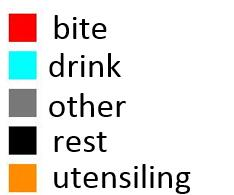 bite
drink
other
rest
utensiling